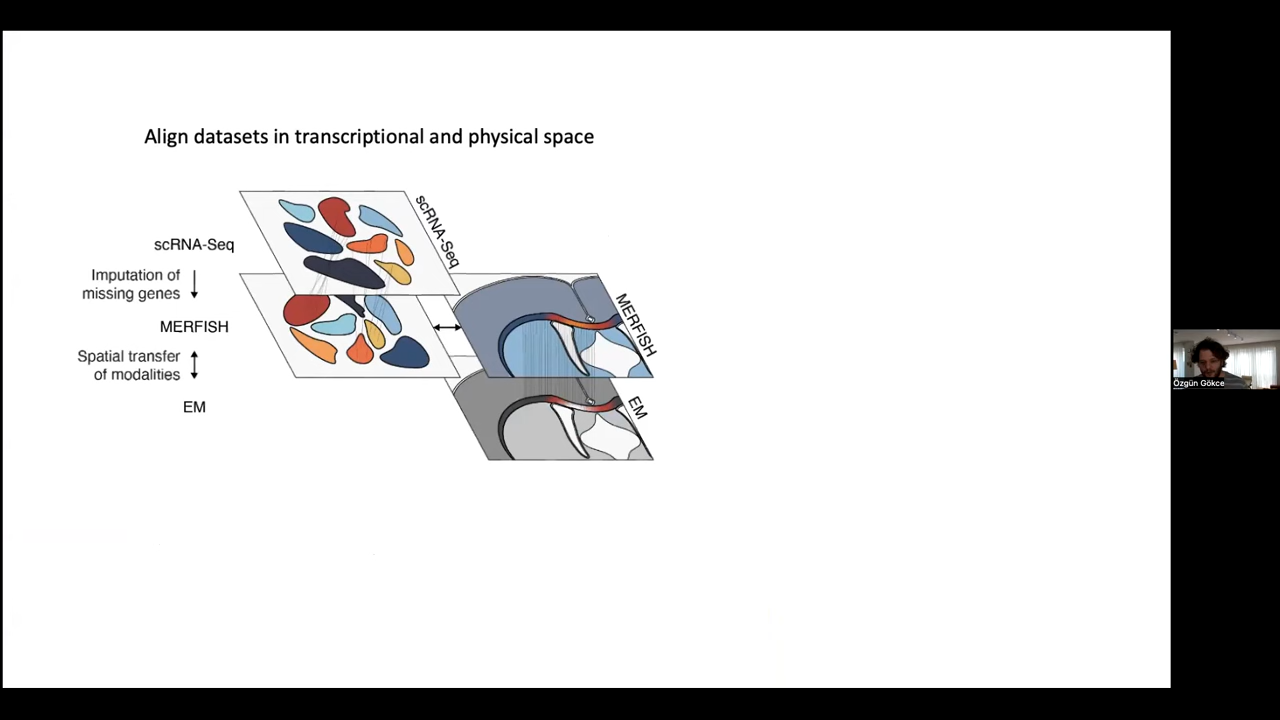 Align datasets in transcriptional and physical space
scRNA-Seq
scRNA-Seq
Imputation of
missing genes
MERFISH
MERFISH
Spatial transfer
of modalities
EM
EM
Özgün Gökce